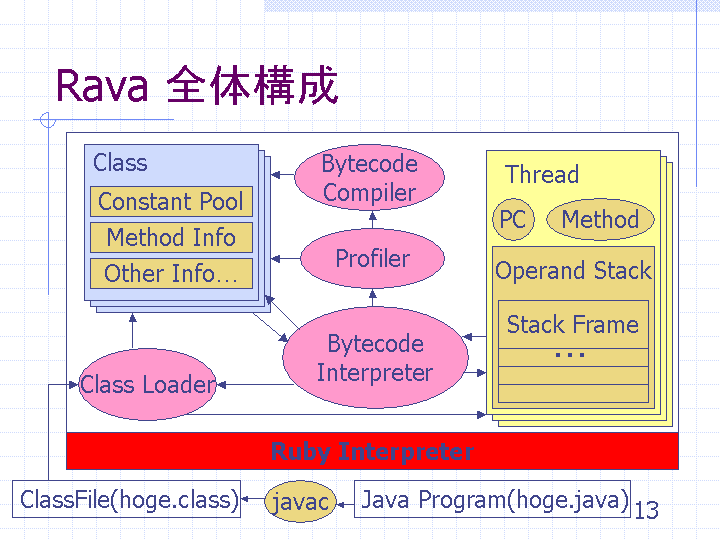 Rava 全体構成
Class
Constant Pool
Method Info
Other Info…
Bytecode
Compiler
Profiler
Bytecode
Interpreter
Class Loader
Thread
PC
Method
Operand Stack
Stack Frame
…
Ruby Interpreter
ClassFile(hoge.class)
javac
Java Program(hoge.java)
13